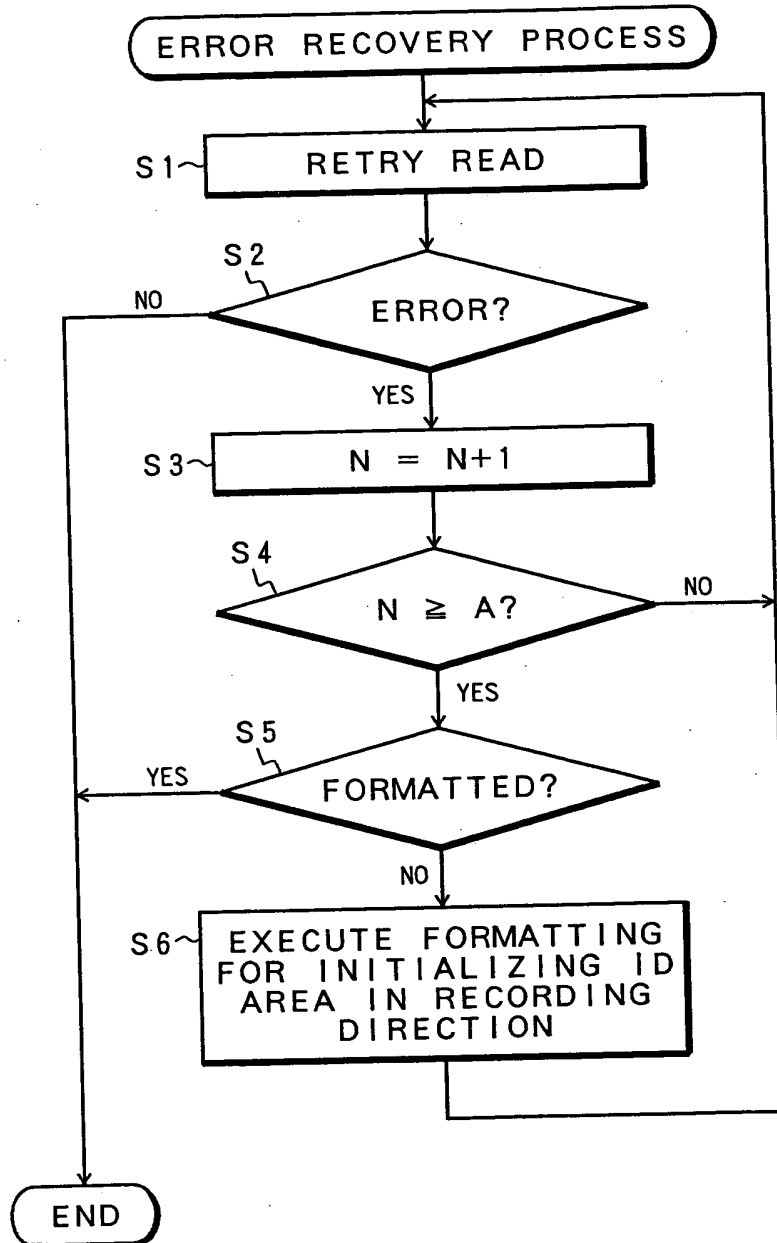 ERROR RECOVERY PROCESS
S1
RETRY READ
S2
NO
ERROR?
YES
S3
N = N+1
S4
N ≧ A?
NO
YES
S5
YES
FORMATTED?
NO
S6
EXECUTE FORMATTING
FOR INITIALIZING ID
AREA IN RECORDING
DIRECTION
END